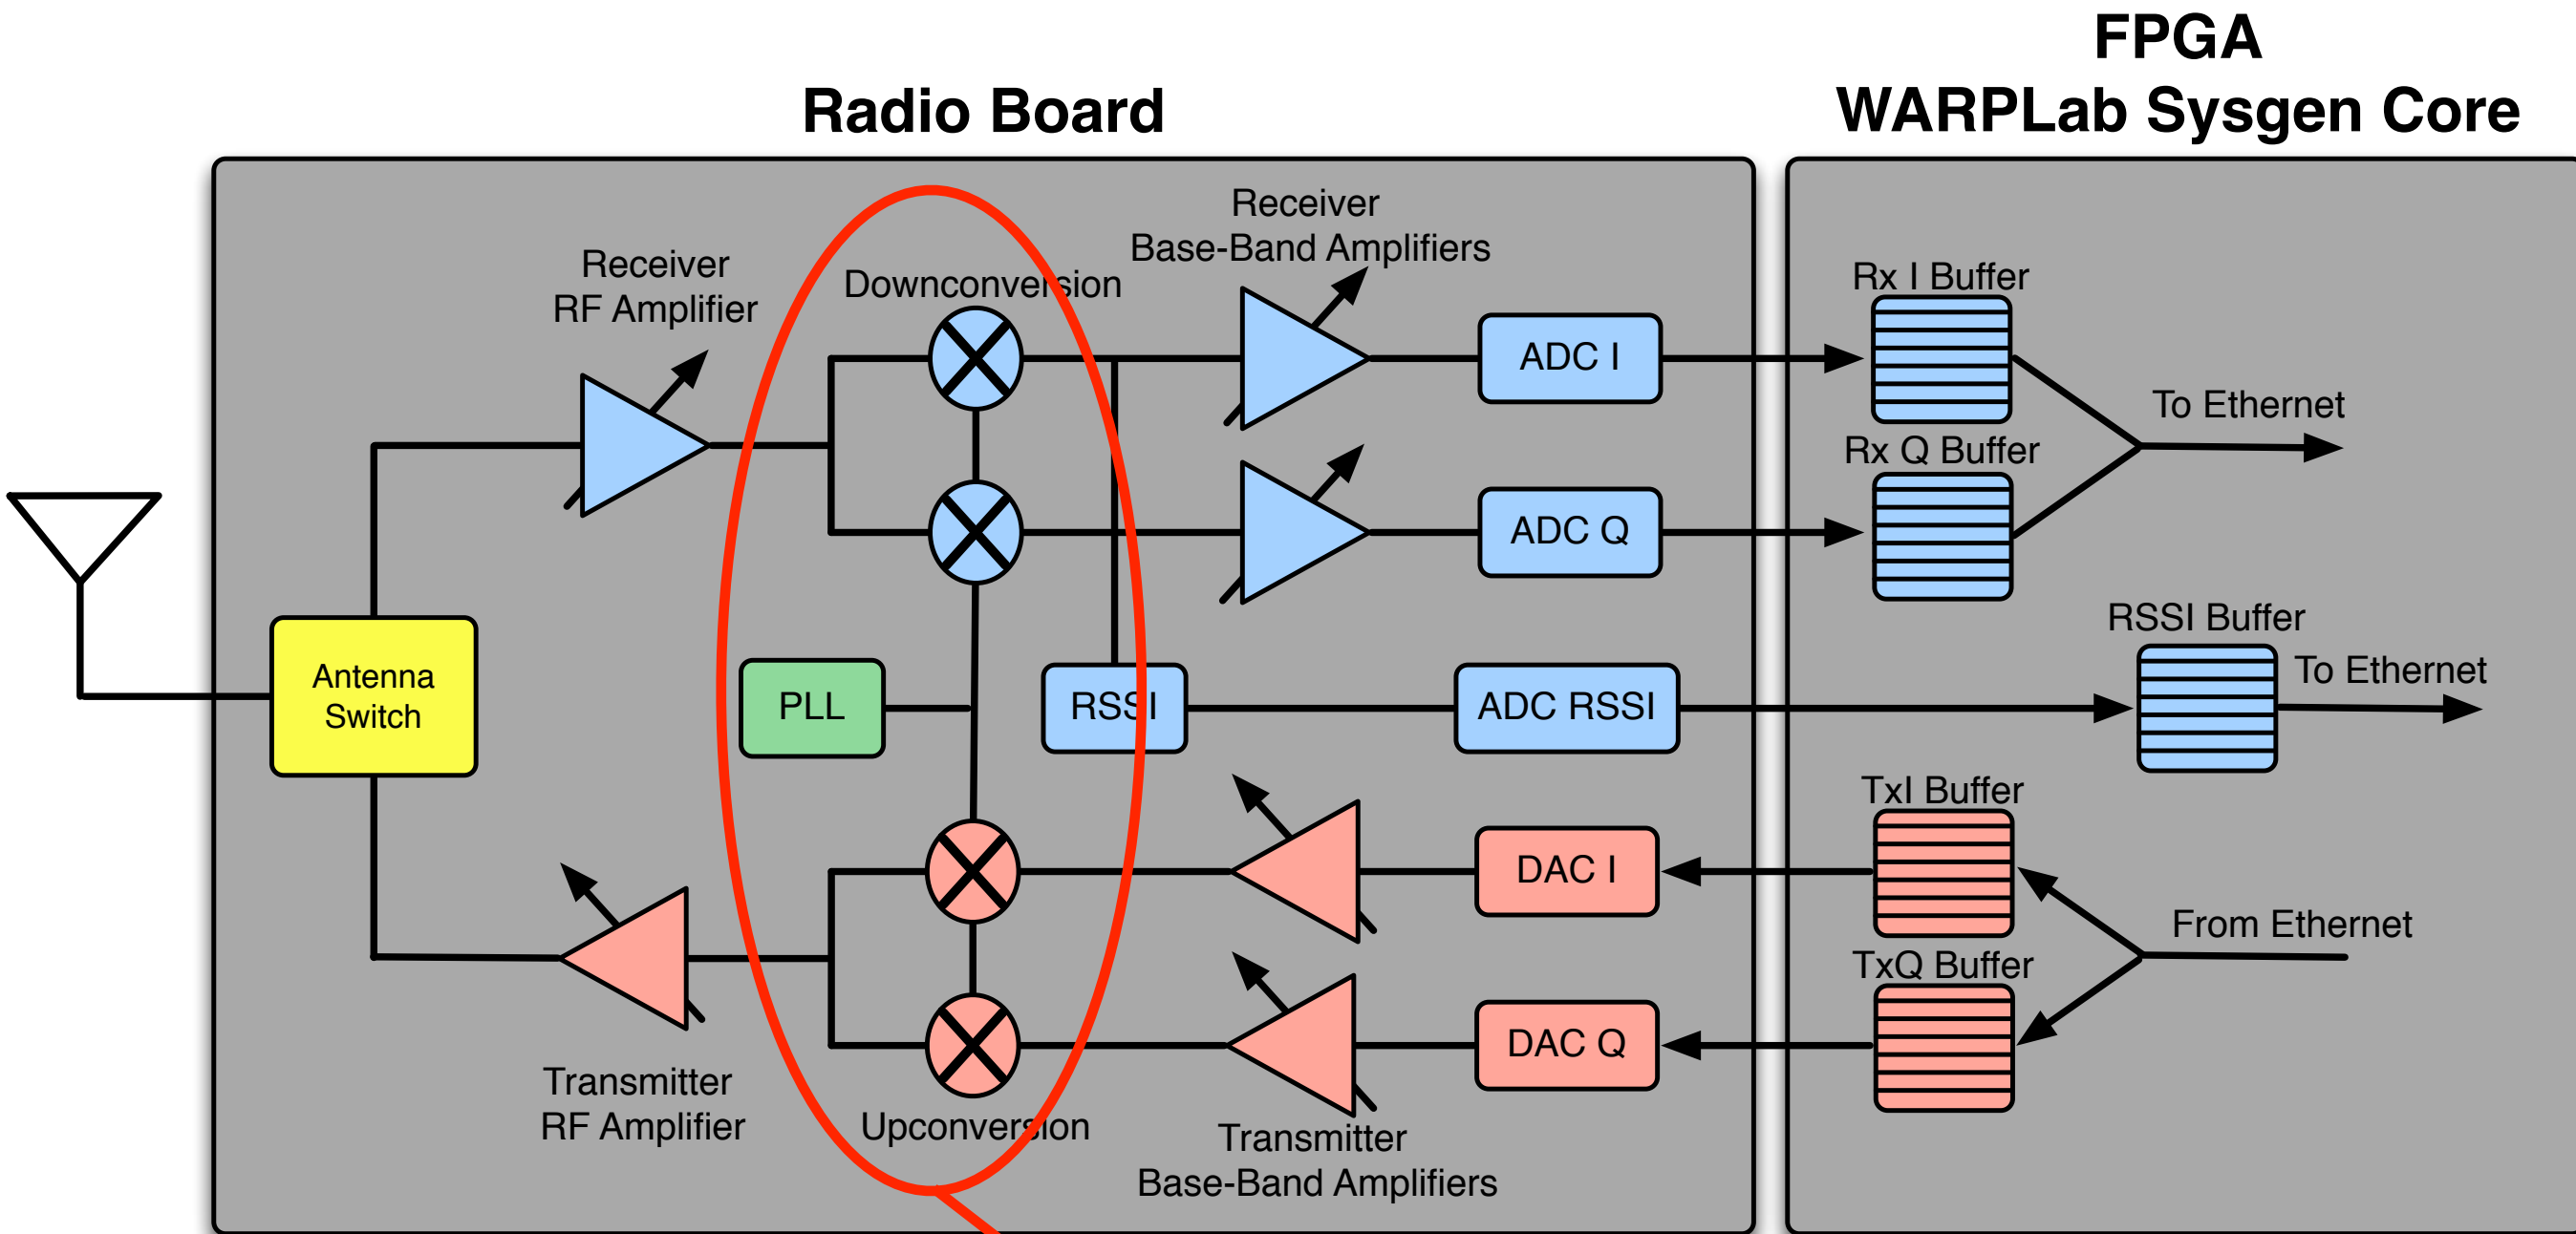 FPGA
WARPLab Sysgen Core
Radio Board
Receiver
Base-Band Amplifiers
Receiver
RF Amplifier
Downconversion
Rx I Buffer
ADC I
To Ethernet
Rx Q Buffer
ADC Q
RSSI Buffer
To Ethernet
Antenna
Switch
PLL
RSSI
ADC RSSI
TxI Buffer
DAC I
From Ethernet
TxQ Buffer
DAC Q
Transmitter
RF Amplifier
Upconversion
Transmitter
Base-Band Amplifiers